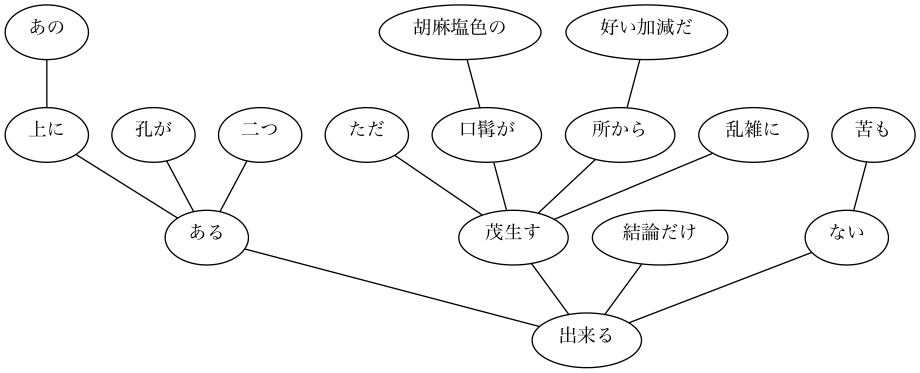 あの
胡麻塩色の
好い加減だ
上に
孔が
二つ
ただ
口髯が
所から
乱雑に
苦も
ある
茂生す
結論だけ
ない
出来る